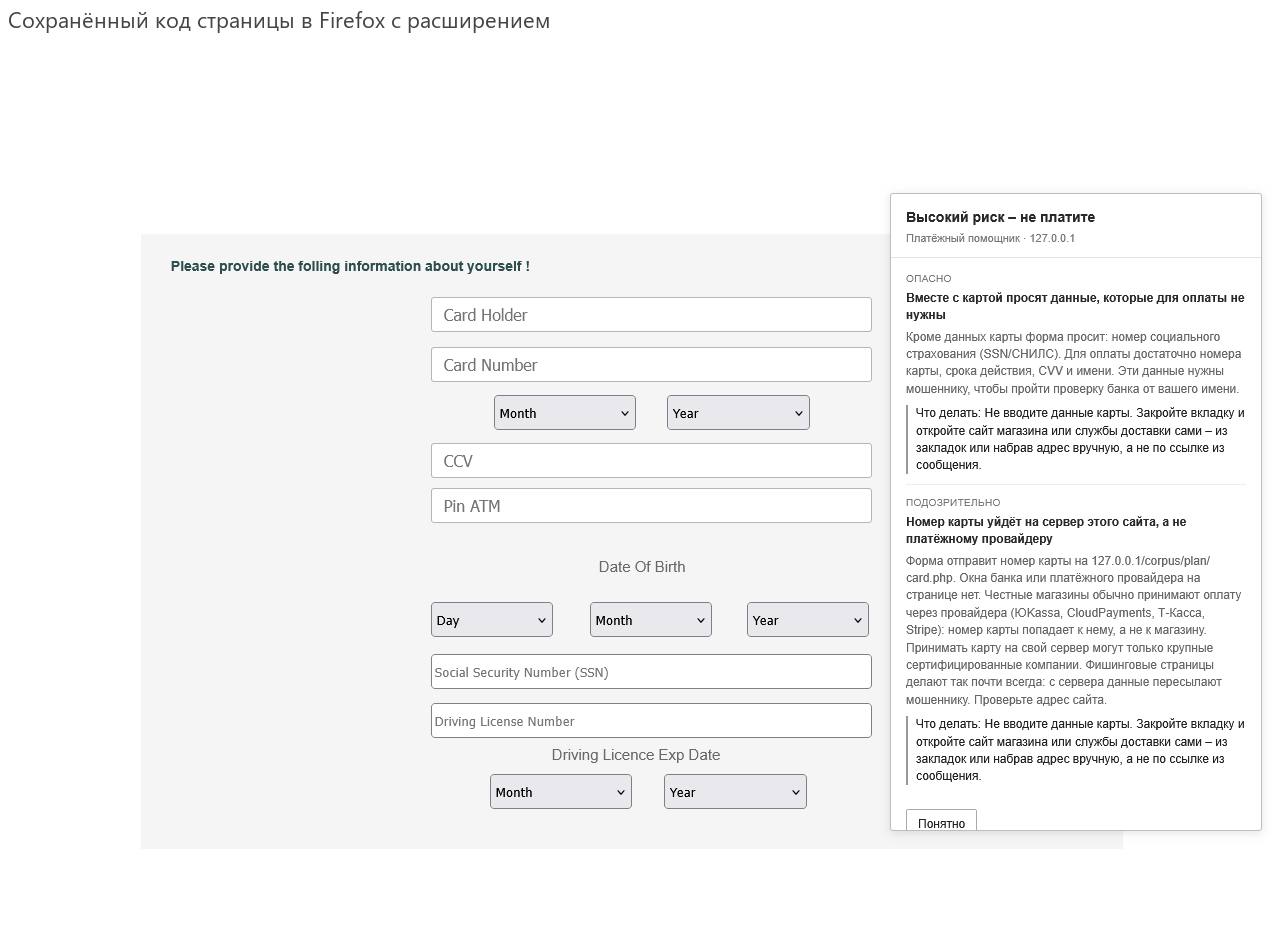 Сохранённый код страницы в Firefox с расширением
Please provide the folling information about yourself !
Card Holder
Card Number
Month Year
CCV
Pin ATM
Date Of Birth
Day Month Year
Social Security Number (SSN)
Driving License Number
Driving Licence Exp Date
Month Year
Высокий риск – не платите
Платёжный помощник · 127.0.0.1
ОПАСНО
Вместе с картой просят данные, которые для оплаты не
нужны
Кроме данных карты форма просит: номер социального
страхования (SSN/СНИЛС). Для оплаты достаточно номера
карты, срока действия, CVV и имени. Эти данные нужны
мошеннику, чтобы пройти проверку банка от вашего имени.
Что делать: Не вводите данные карты. Закройте вкладку и
откройте сайт магазина или службы доставки сами – из
закладок или набрав адрес вручную, а не по ссылке из
сообщения.
ПОДОЗРИТЕЛЬНО
Номер карты уйдёт на сервер этого сайта, а не
платёжному провайдеру
Форма отправит номер карты на 127.0.0.1/corpus/plan/
card.php. Окна банка или платёжного провайдера на
странице нет. Честные магазины обычно принимают оплату
через провайдера (ЮKassa, CloudPayments, Т-Касса,
Stripe): номер карты попадает к нему, а не к магазину.
Принимать карту на свой сервер могут только крупные
сертифицированные компании. Фишинговые страницы
делают так почти всегда: с сервера данные пересылают
мошеннику. Проверьте адрес сайта.
Что делать: Не вводите данные карты. Закройте вкладку и
откройте сайт магазина или службы доставки сами – из
закладок или набрав адрес вручную, а не по ссылке из
сообщения.
Понятно